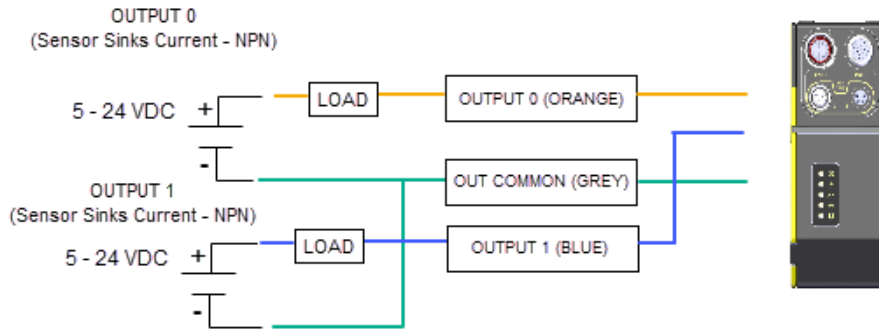 OUTPUT 0
(Sensor Sinks Current - NPN)
5 - 24 VDC
+
-
LOAD
OUTPUT 0 (ORANGE)
OUT COMMON (GREY)
OUTPUT 1
(Sensor Sinks Current - NPN)
5 - 24 VDC
+
-
LOAD
OUTPUT 1 (BLUE)